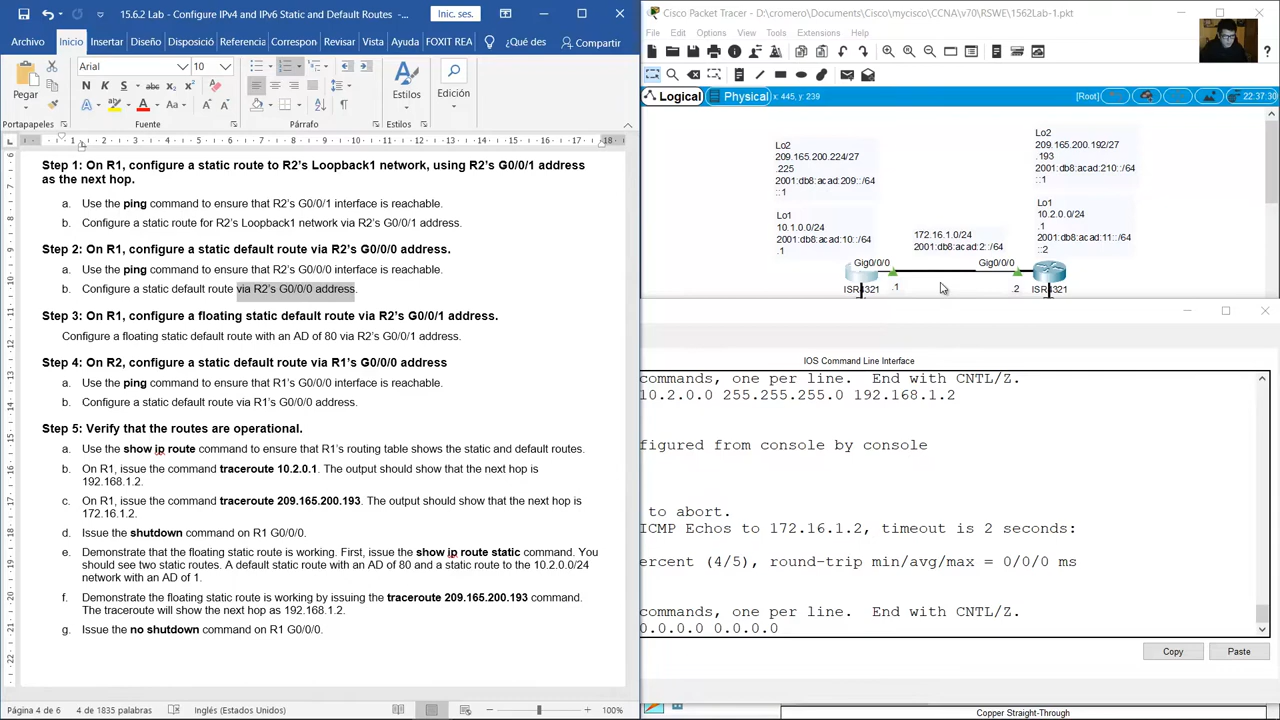 15.6.2 Lab - Configure IPv4 and IPv6 Static and Default Routes -...
Inic. ses.
Archivo Inicio Diseño Disposició Referencia Correspon Revisar Vista Ayuda FOXIT REA ¿Qué des Compartir
Pegar
Arial 10
Estilos
Edición
Portapapeles Fuente Párrafo Estilos
Step 1: On R1, configure a static route to R2's Loopback1 network, using R2's G0/0/1 address
as the next hop.
a. Use the ping command to ensure that R2's G0/0/1 interface is reachable.
b. Configure a static route for R2's Loopback1 network via R2's G0/0/1 address.
Step 2: On R1, configure a static default route via R2's G0/0/0 address.
a. Use the ping command to ensure that R2's G0/0/0 interface is reachable.
b. Configure a static default route via R2's G0/0/0 address.
Step 3: On R1, configure a floating static default route via R2's G0/0/1 address.
Configure a floating static default route with an AD of 80 via R2's G0/0/1 address.
Step 4: On R2, configure a static default route via R1's G0/0/0 address
a. Use the ping command to ensure that R1's G0/0/0 interface is reachable.
b. Configure a static default route via R1's G0/0/0 address.
Step 5: Verify that the routes are operational.
a. Use the show ip route command to ensure that R1's routing table shows the static and default routes.
b. On R1, issue the command traceroute 10.2.0.1. The output should show that the next hop is
192.168.1.2.
c. On R1, issue the command traceroute 209.165.200.193. The output should show that the next hop is
172.16.1.2.
d. Issue the shutdown command on R1 G0/0/0.
e. Demonstrate that the floating static route is working. First, issue the show ip route static command. You
should see two static routes. A default static route with an AD of 80 and a static route to the 10.2.0.0/24
network with an AD of 1.
f. Demonstrate the floating static route is working by issuing the traceroute 209.165.200.193 command.
The traceroute will show the next hop as 192.168.1.2.
g. Issue the no shutdown command on R1 G0/0/0.
Página 4 de 6 4 de 1835 palabras Inglés (Estados Unidos) 100%
Cisco Packet Tracer - D:\cromero\Documents\Cisco\mycisco\CCNA\v70\RSWE\1562Lab-1.pkt
File Edit Options View Tools Extensions Help
Logical Physical x: 445, y: 239 [Root] 22:37:30
Lo2
209.165.200.224/27
.225
2001:db8:acad:209::/64
::1
Lo1
10.1.0.0/24
2001:db8:acad:10::/64
.1
172.16.1.0/24
2001:db8:acad:2::/64
Lo2
209.165.200.192/27
.193
2001:db8:acad:210::/64
::1
Lo1
10.2.0.0/24
.1
2001:db8:acad:11::/64
::2
Gig0/0/0 Gig0/0/0
.1 .2
IOS Command Line Interface
commands, one per line. End with CNTL/Z.
10.2.0.0 255.255.255.0 192.168.1.2
figured from console by console
to abort.
ICMP Echos to 172.16.1.2, timeout is 2 seconds:
ercent (4/5), round-trip min/avg/max = 0/0/0 ms
commands, one per line. End with CNTL/Z.
0.0.0.0 0.0.0.0
Copy Paste
Copper Straight-Through